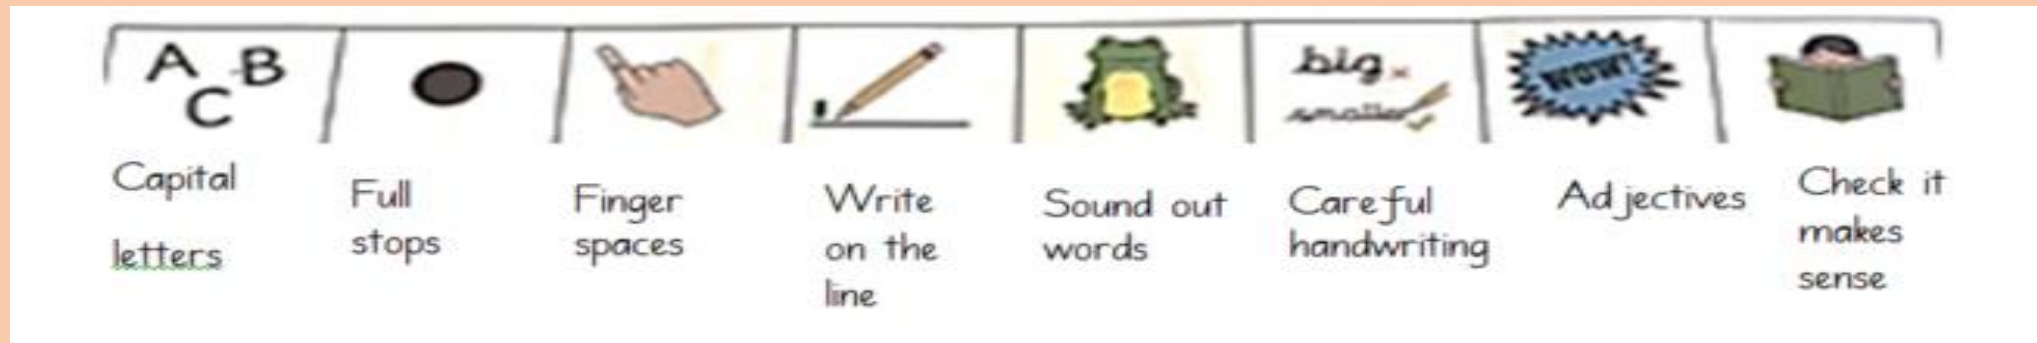 A B
C
big
smaller
WOW!
Capital
letters
Full
stops
Finger
spaces
Write
on the
line
Sound out
words
Careful
handwriting
Adjectives
Check it
makes
sense